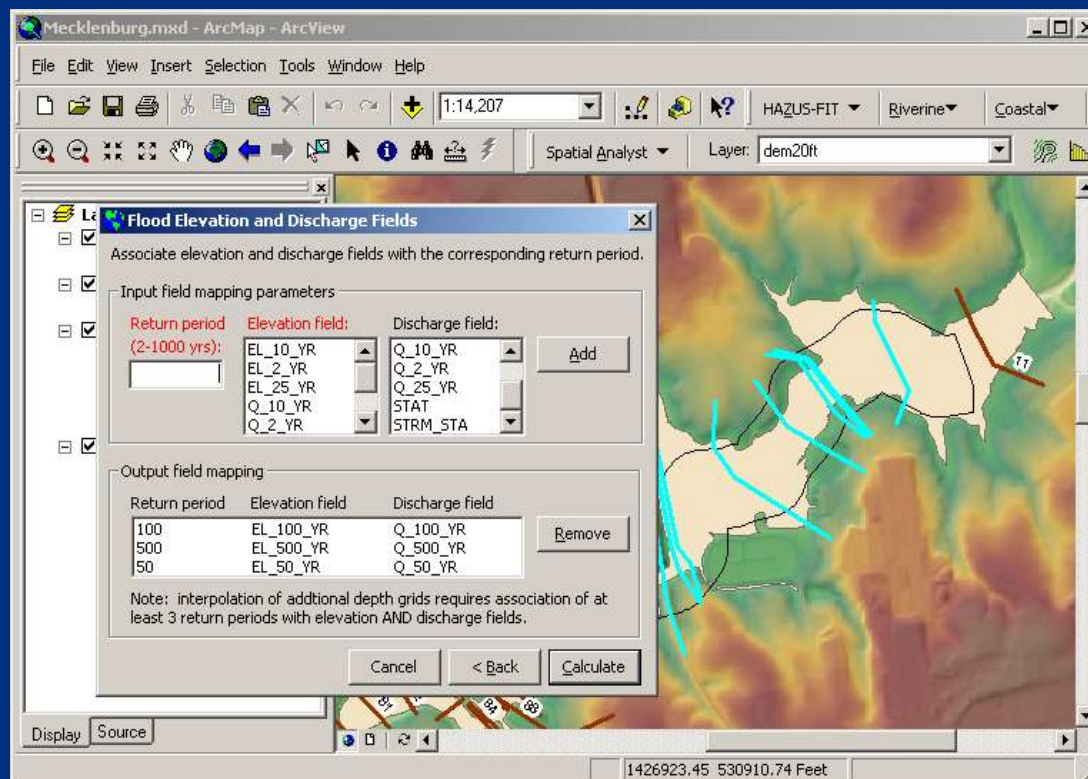 Mecklenburg.mxd - ArcMap - ArcView
File Edit View Insert Selection Tools Window Help
1:14,207 HAZUS-FIT Riverine Coastal
Spatial Analyst Layer: dem20ft
La
Flood Elevation and Discharge Fields
Associate elevation and discharge fields with the corresponding return period.
Input field mapping parameters
Return period Elevation field: Discharge field:
(2-1000 yrs):
EL_10_YR Q_10_YR
EL_2_YR Q_2_YR
EL_25_YR Q_25_YR
Q_10_YR STAT
Q_2_YR STRM_STA
Add
Output field mapping
Return period Elevation field Discharge field
100 EL_100_YR Q_100_YR
500 EL_500_YR Q_500_YR
50 EL_50_YR Q_50_YR
Remove
Note: interpolation of addtional depth grids requires association of at
least 3 return periods with elevation AND discharge fields.
Cancel < Back Calculate
Display Source
11
1426923.45 530910.74 Feet